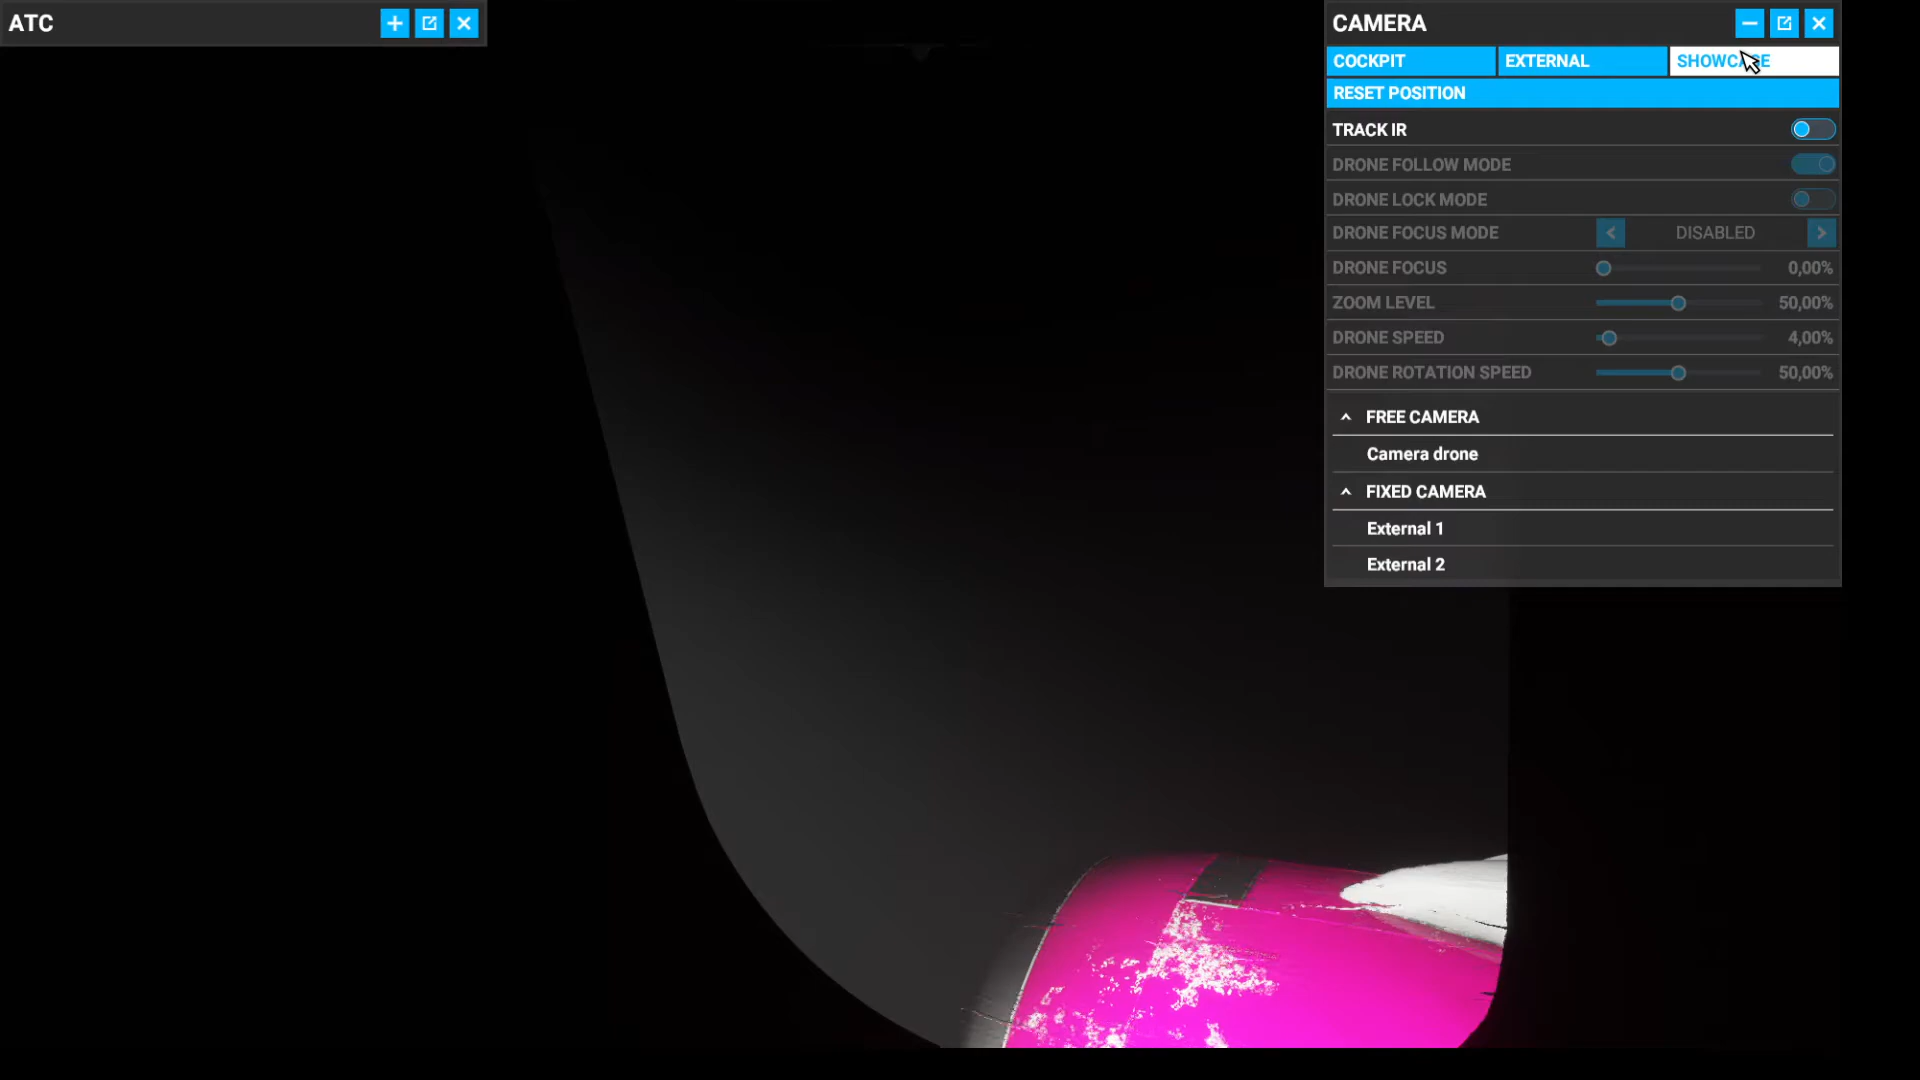 ATC
CAMERA
COCKPIT
EXTERNAL
SHOWCASE
RESET POSITION
TRACK IR
DRONE FOLLOW MODE
DRONE LOCK MODE
DRONE FOCUS MODE
DISABLED
DRONE FOCUS
0,00%
ZOOM LEVEL
50,00%
DRONE SPEED
4,00%
DRONE ROTATION SPEED
50,00%
FREE CAMERA
Camera drone
FIXED CAMERA
External 1
External 2